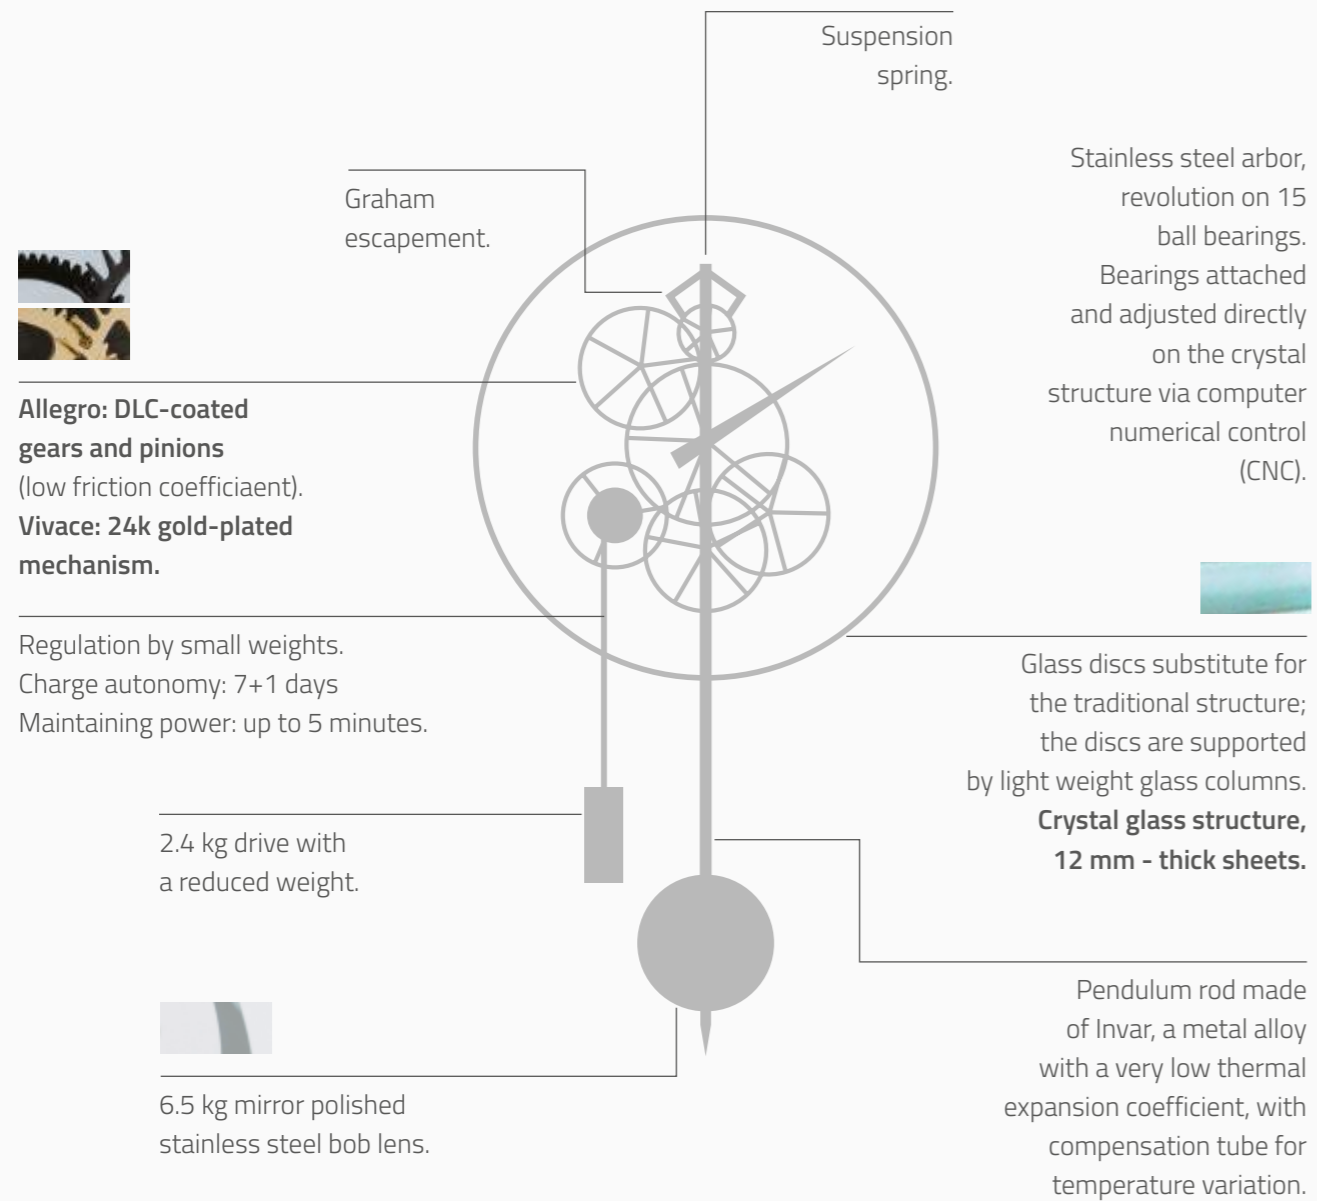 Suspension
spring.
Graham
escapement.
Stainless steel arbor,
revolution on 15
ball bearings.
Bearings attached
and adjusted directly
on the crystal
structure via computer
numerical control
(CNC).
Allegro: DLC-coated
gears and pinions
(low friction coefficiaent).
Vivace: 24k gold-plated
mechanism.
Regulation by small weights.
Charge autonomy: 7+1 days
Maintaining power: up to 5 minutes.
Glass discs substitute for
the traditional structure;
the discs are supported
by light weight glass columns.
Crystal glass structure,
12 mm - thick sheets.
2.4 kg drive with
a reduced weight.
Pendulum rod made
of Invar, a metal alloy
with a very low thermal
expansion coefficient, with
compensation tube for
temperature variation.
6.5 kg mirror polished
stainless steel bob lens.